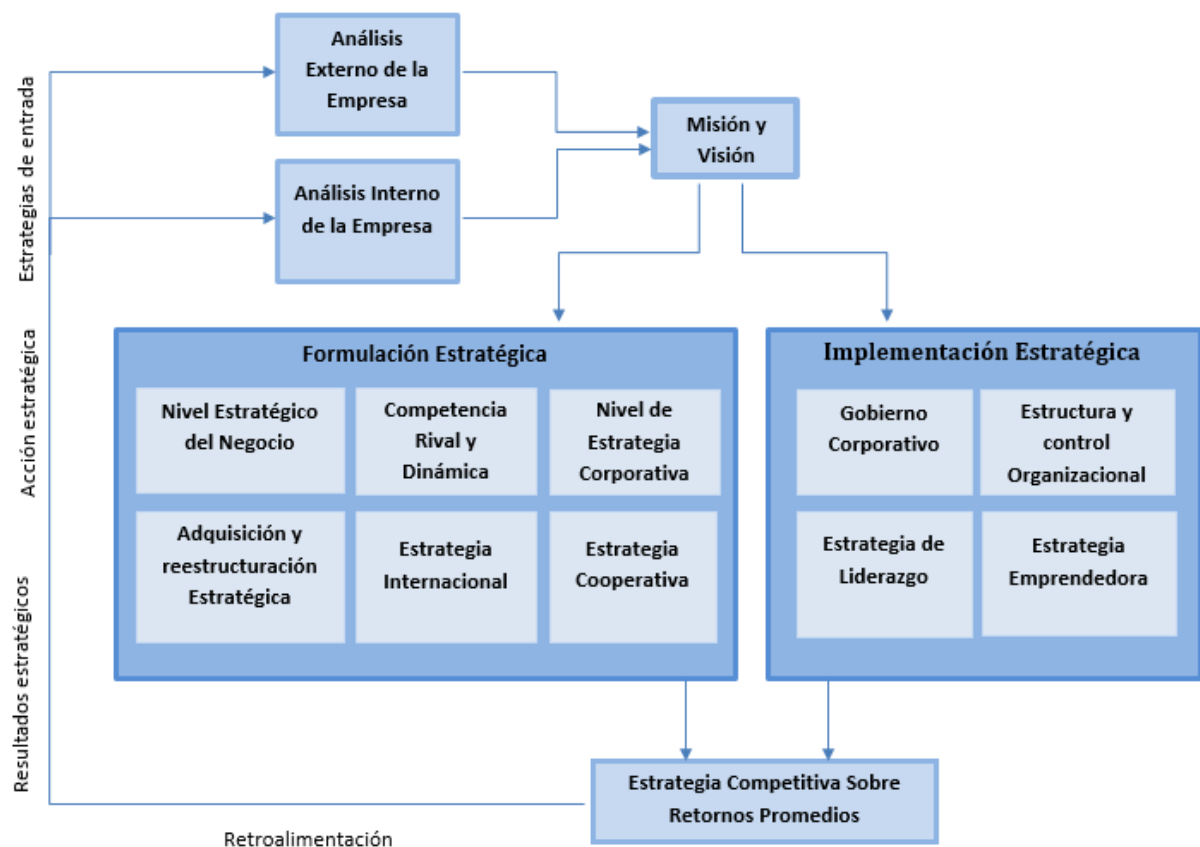 Estrategias de entrada
Análisis
Externo de la
Empresa
Misión y
Visión
Análisis Interno
de la Empresa
Acción estratégica
Formulación Estratégica
Nivel Estratégico
del Negocio
Competencia
Rival y
Dinámica
Nivel de
Estrategia
Corporativa
Adquisición y
reestructuración
Estratégica
Estrategia
Internacional
Estrategia
Cooperativa
Implementación Estratégica
Gobierno
Corporativo
Estructura y
control
Organizacional
Estrategia de
Liderazgo
Estrategia
Emprendedora
Resultados estratégicos
Estrategia Competitiva Sobre
Retornos Promedios
Retroalimentación